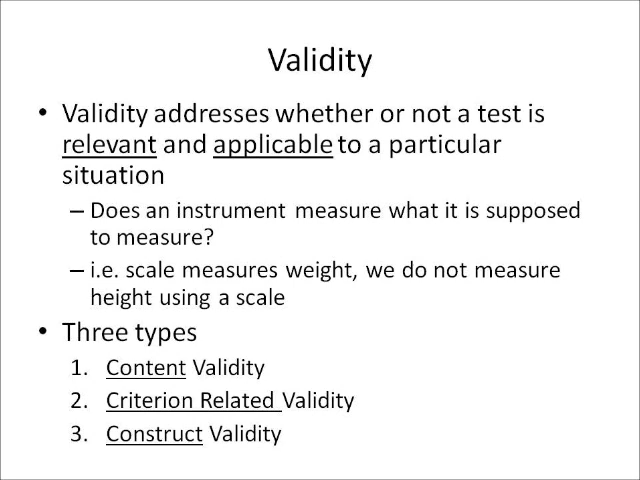 Validity
• Validity addresses whether or not a test is
relevant and applicable to a particular
situation
– Does an instrument measure what it is supposed
to measure?
– i.e. scale measures weight, we do not measure
height using a scale
• Three types
1. Content Validity
2. Criterion Related Validity
3. Construct Validity